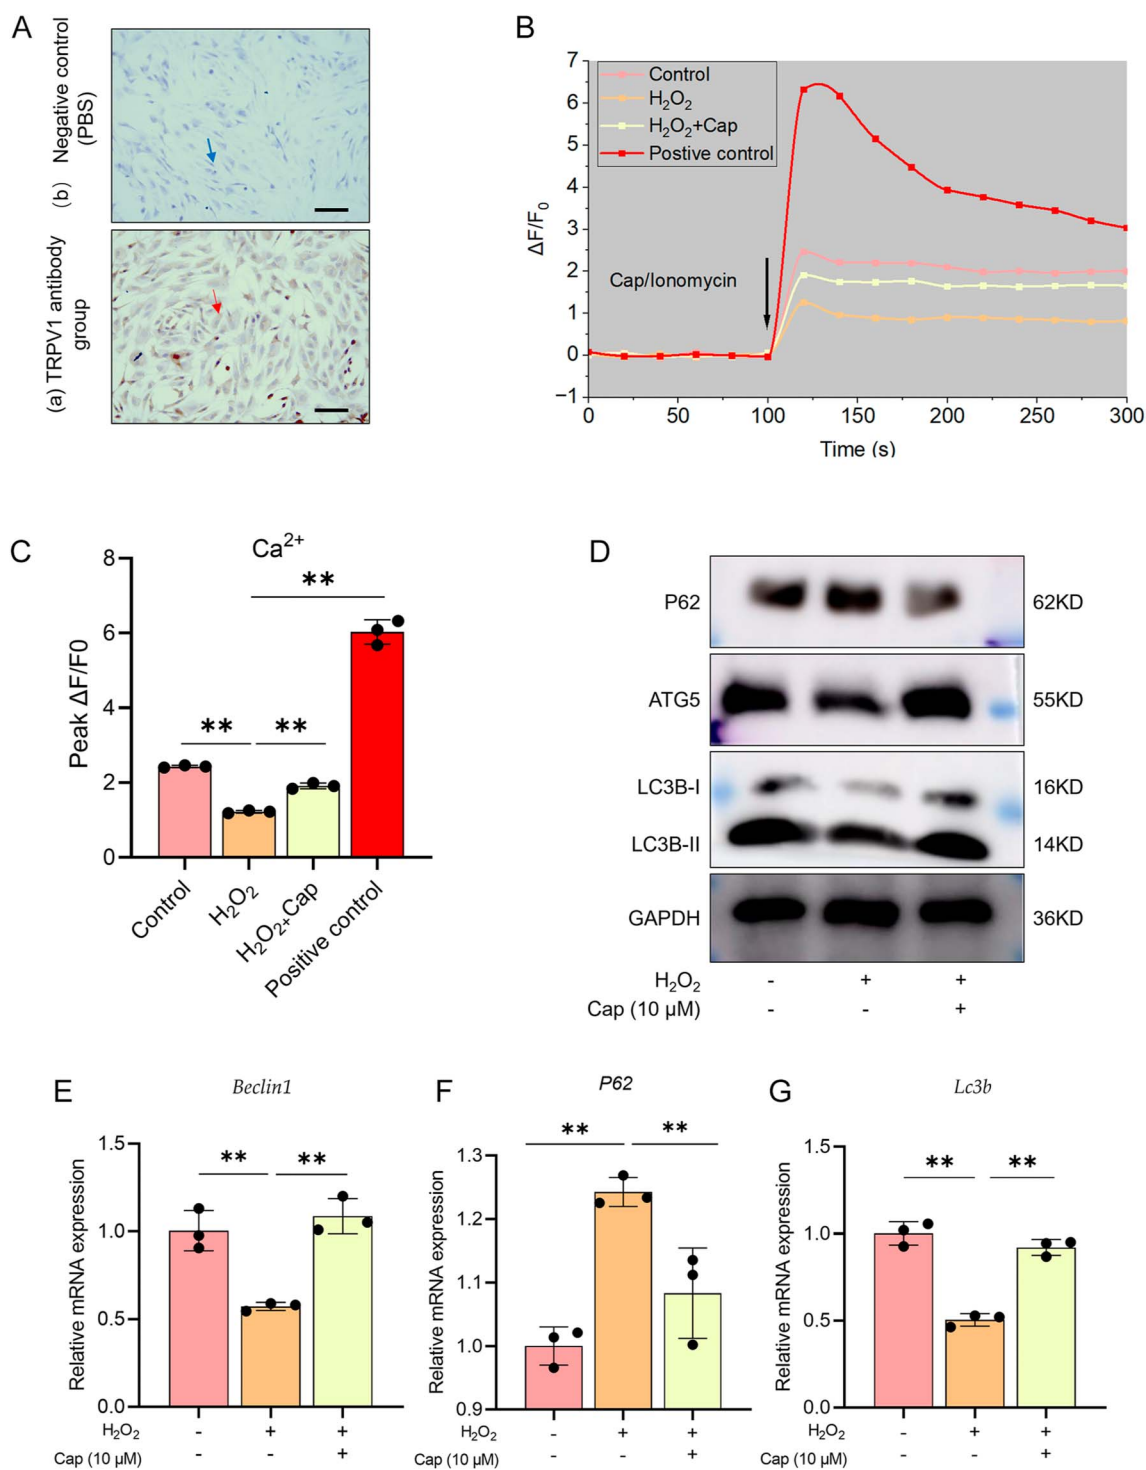 A
(b) Negative control
(PBS)
(a) TRPV1 antibody
group
B
7
6
5
4
3
2
1
0
−1
ΔF/F₀
Control
H₂O₂
H₂O₂+Cap
Postive control
Cap/Ionomycin
0 50 100 150 200 250 300
Time (s)
C
Ca²⁺
**
** **
8
6
4
2
0
Peak ΔF/F0
Control
H₂O₂
H₂O₂+Cap
Positive control
D
P62 62KD
ATG5 55KD
LC3B-I 16KD
LC3B-II 14KD
GAPDH 36KD
H₂O₂ - + +
Cap (10 μM) - - +
E
Beclin1
** **
1.5
1.0
0.5
0.0
Relative mRNA expression
H₂O₂ - + +
Cap (10 μM) - - +
F
P62
** **
1.3
1.2
1.1
1.0
0.9
Relative mRNA expression
H₂O₂ - + +
Cap (10 μM) - - +
G
Lc3b
** **
1.5
1.0
0.5
0.0
Relative mRNA expression
H₂O₂ - + +
Cap (10 μM) - - +